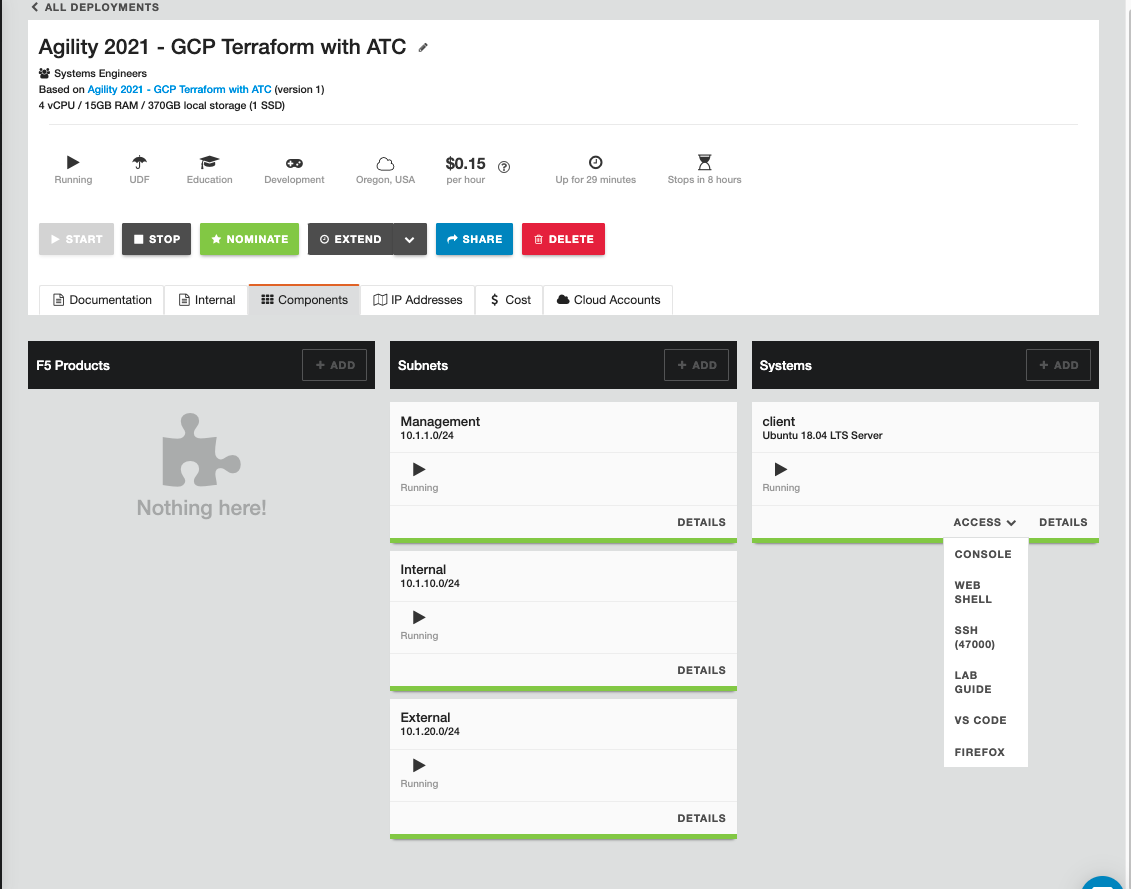 ALL DEPLOYMENTS
Agility 2021 - GCP Terraform with ATC
Systems Engineers
Based on Agility 2021 - GCP Terraform with ATC (version 1)
4 vCPU / 15GB RAM / 370GB local storage (1 SSD)
Running
UDF
Education
Development
Oregon, USA
$0.15
per hour
Up for 29 minutes
Stops in 8 hours
START
STOP
NOMINATE
EXTEND
SHARE
DELETE
Documentation
Internal
Components
IP Addresses
$ Cost
Cloud Accounts
F5 Products
+ ADD
Nothing here!
Subnets
+ ADD
Management
10.1.1.0/24
Running
DETAILS
Internal
10.1.10.0/24
Running
DETAILS
External
10.1.20.0/24
Running
DETAILS
Systems
+ ADD
client
Ubuntu 18.04 LTS Server
Running
ACCESS
DETAILS
CONSOLE
WEB
SHELL
SSH
(47000)
LAB
GUIDE
VS CODE
FIREFOX